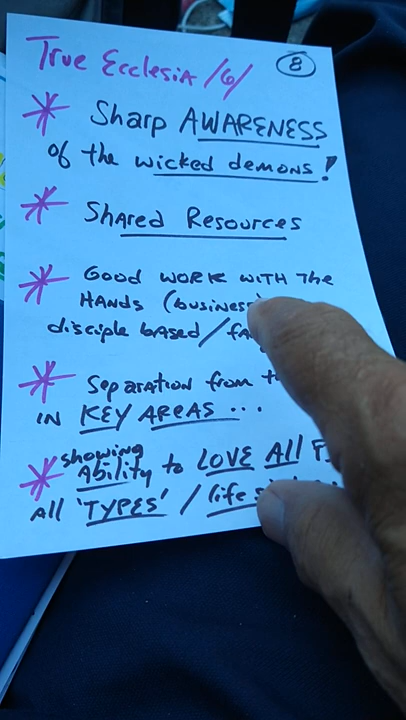 True Ecclesia /6/ 8
* Sharp AWARENESS
of the wicked demons!
* Shared Resources
* Good work with the
HANDS (business
disciple based /
* Separation from
IN KEY AREAS ...
* showing
Ability to LOVE All
All 'TYPES' / life